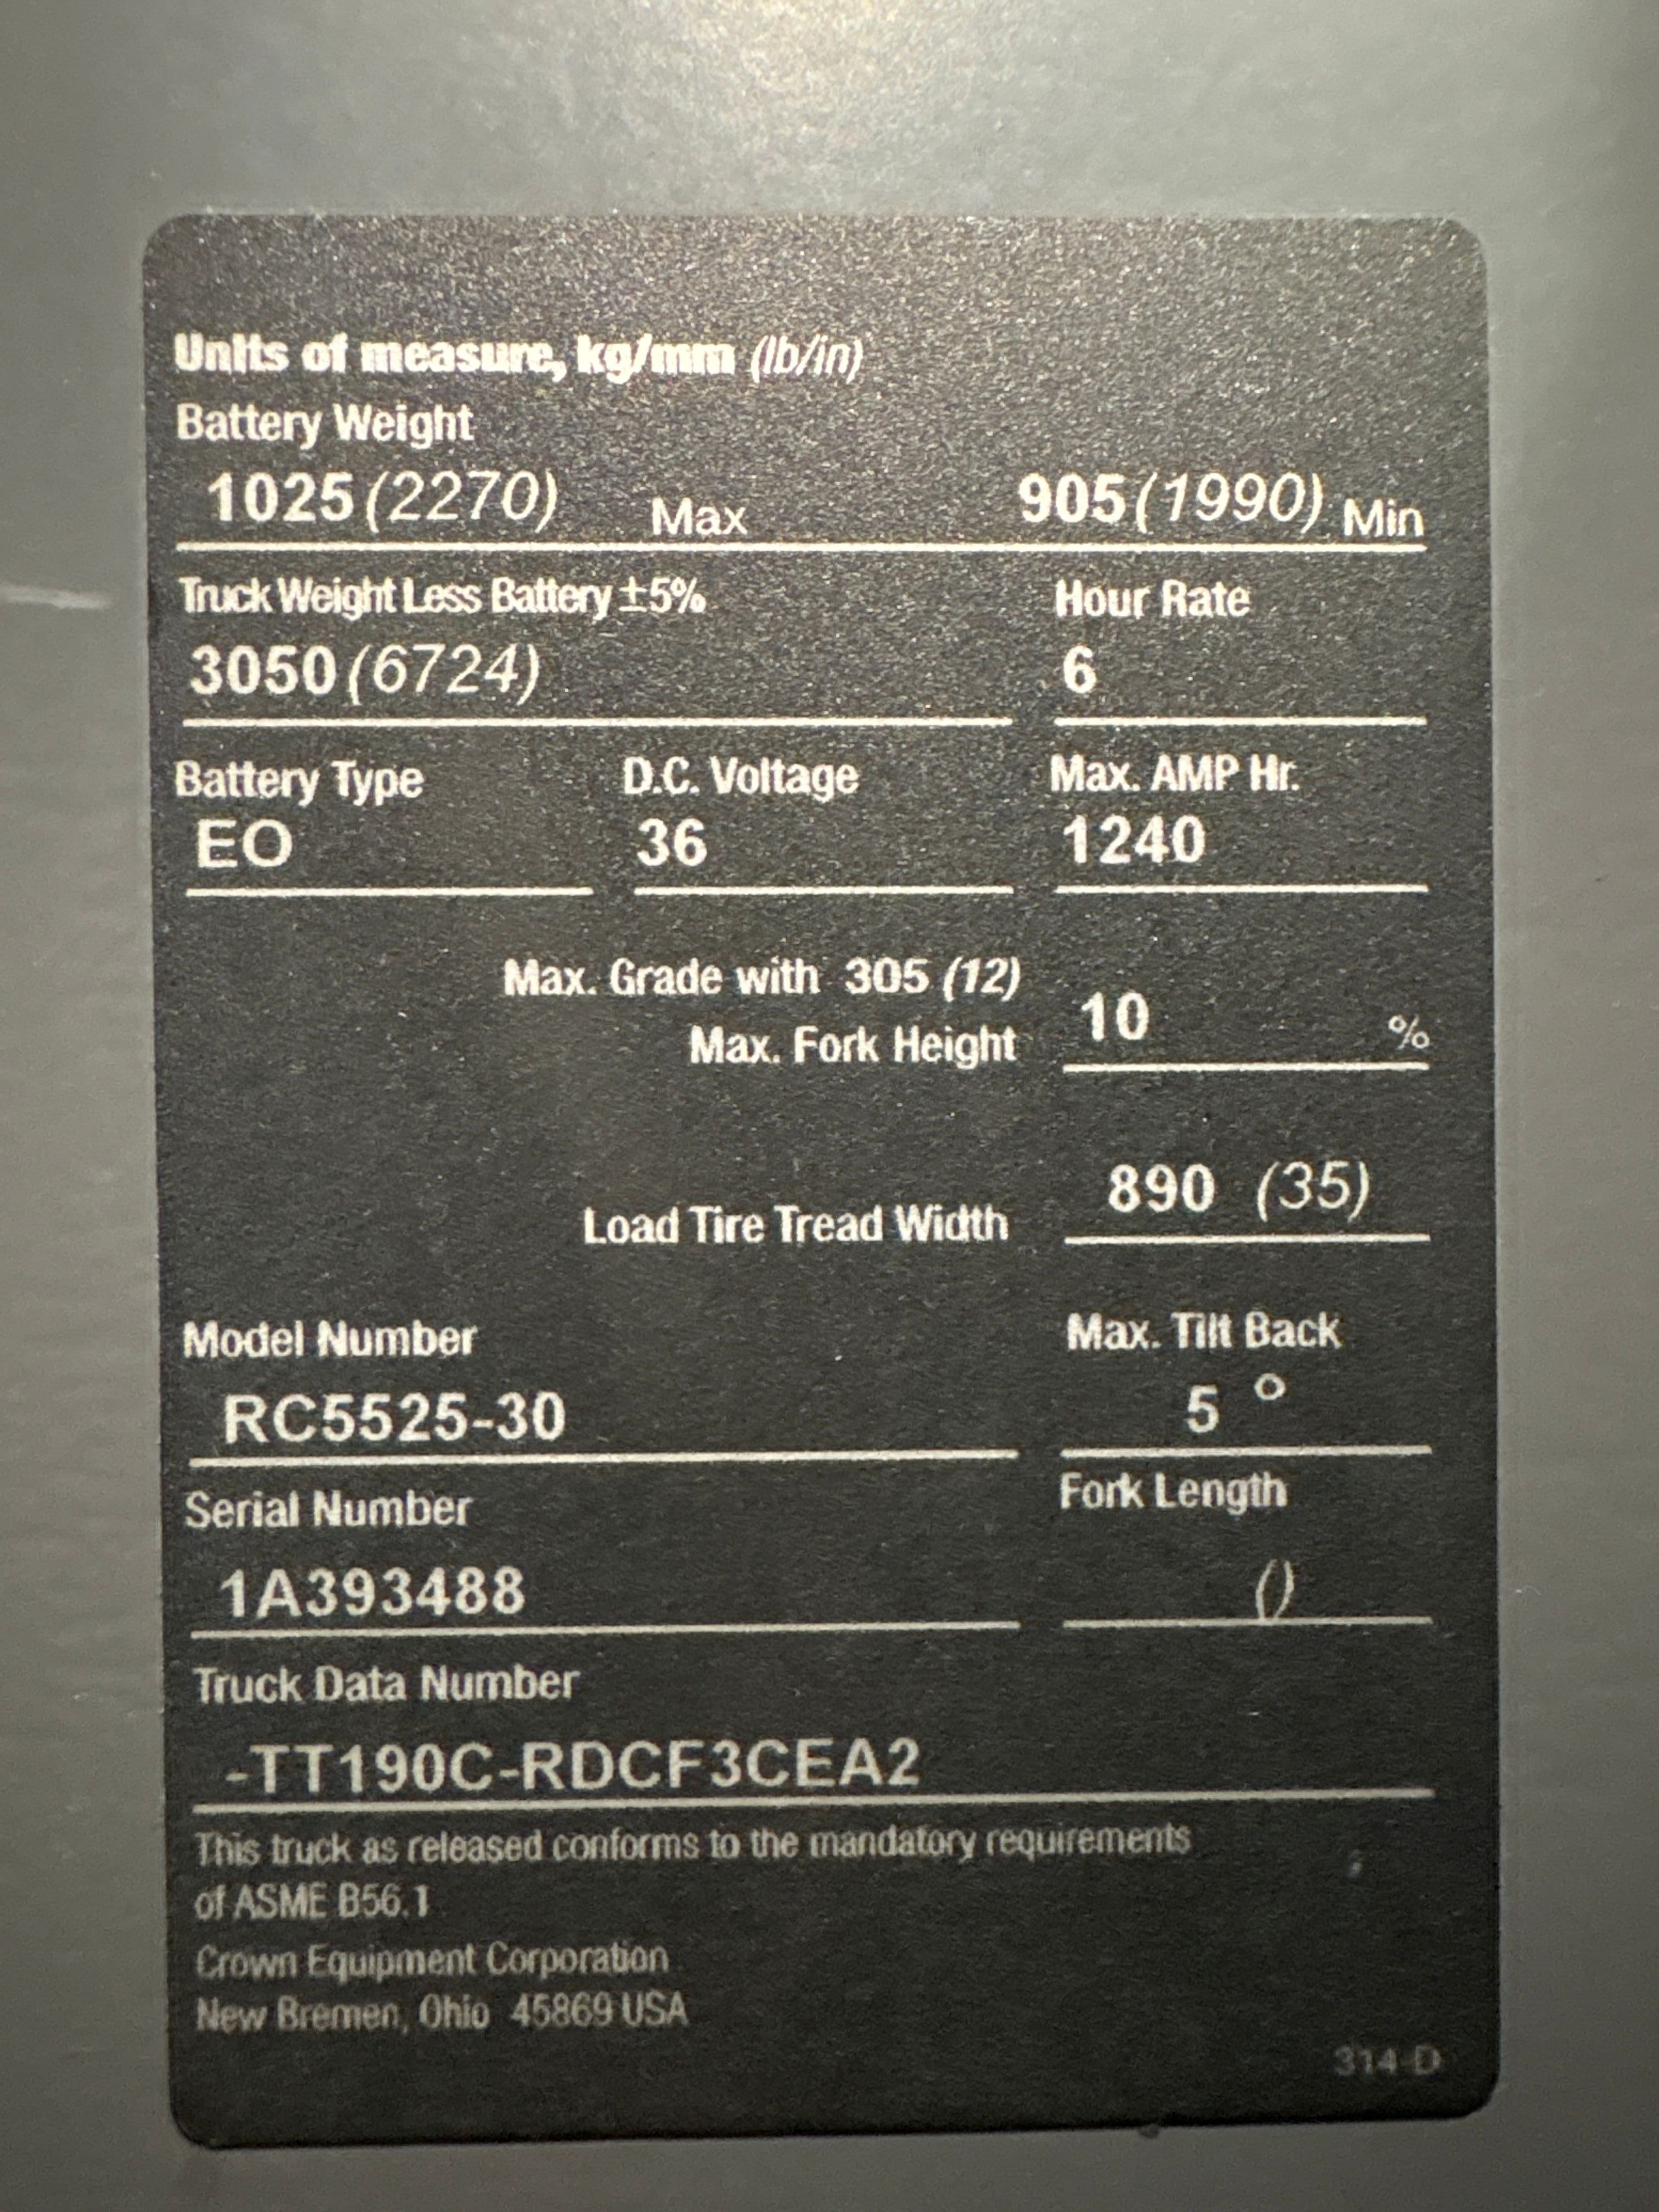 Units of measure, kg/mm (lb/in)
Battery Weight
1025 (2270) Max 905 (1990) Min
Truck Weight Less Battery ±5% Hour Rate
3050 (6724) 6
Battery Type D.C. Voltage Max. AMP Hr.
EO 36 1240
Max. Grade with 305 (12)
Max. Fork Height 10 %
Load Tire Tread Width 890 (35)
Model Number Max. Tilt Back
RC5525-30 5 °
Serial Number Fork Length
1A393488 ()
Truck Data Number
-TT190C-RDCF3CEA2
This truck as released conforms to the mandatory requirements
of ASME B56.1
Crown Equipment Corporation
New Bremen, Ohio 45869 USA
314-D